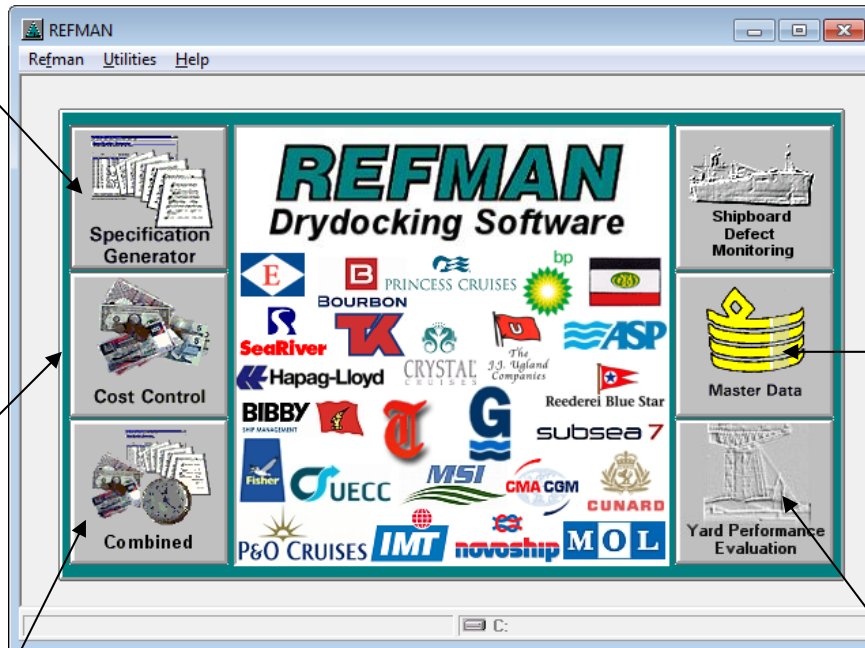 REFMAN
Refman Utilities Help
Specification
Generator
Cost Control
Combined
REFMAN
Drydocking Software
E
B
BOURBON
PRINCESS CRUISES
bp
SeaRiver
TK
CRYSTAL
CRUISES
U
The
J.J. Ugland
Companies
ASP
Hapag-Lloyd
Reederei Blue Star
BIBBY
SHIP MANAGEMENT
T
G
subsea 7
Fisher
UECC
MSI
CMA CGM
CUNARD
P&O CRUISES
IMT
novoship
MOL
Shipboard
Defect
Monitoring
Master Data
Yard Performance
Evaluation
C: